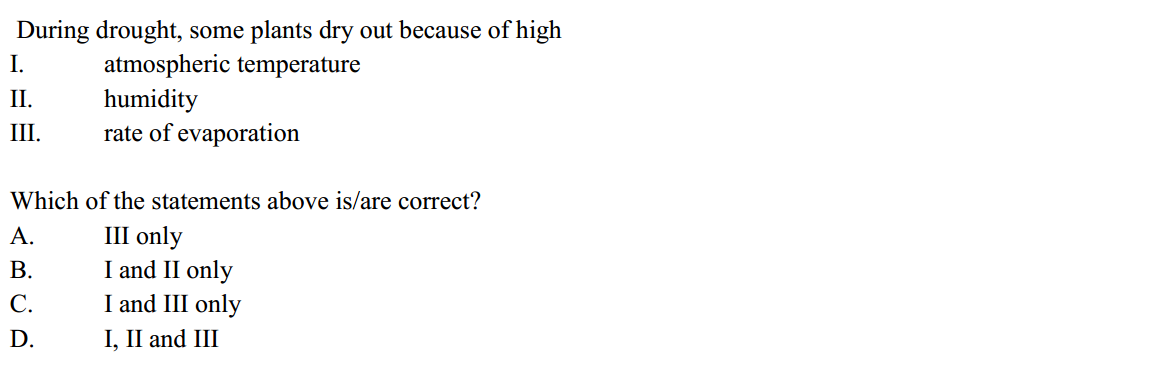 During drought, some plants dry out because of high
I. atmospheric temperature
II. humidity
III. rate of evaporation
Which of the statements above is/are correct?
A. III only
B. I and II only
C. I and III only
D. I, II and III